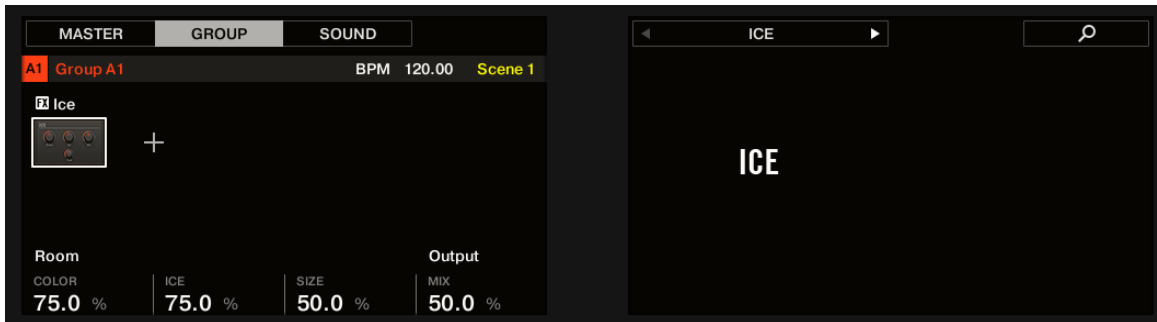 MASTER GROUP SOUND
A1 Group A1 BPM 120.00 Scene 1
FX Ice
Room Output
COLOR ICE SIZE MIX
75.0 % 75.0 % 50.0 % 50.0 %
ICE
ICE